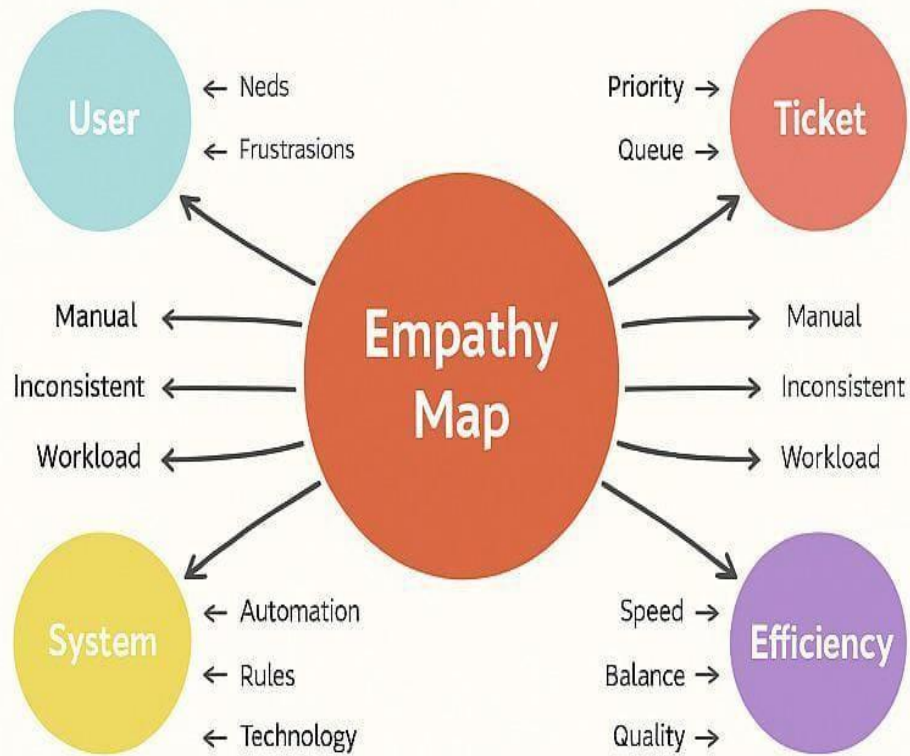 User
← Neds
← Frustrasions
Priority →
Queue →
Ticket
Empathy
Map
Manual
Inconsistent
Workload
Manual
Inconsistent
Workload
System
← Automation
← Rules
← Technology
Speed →
Balance →
Quality →
Efficiency